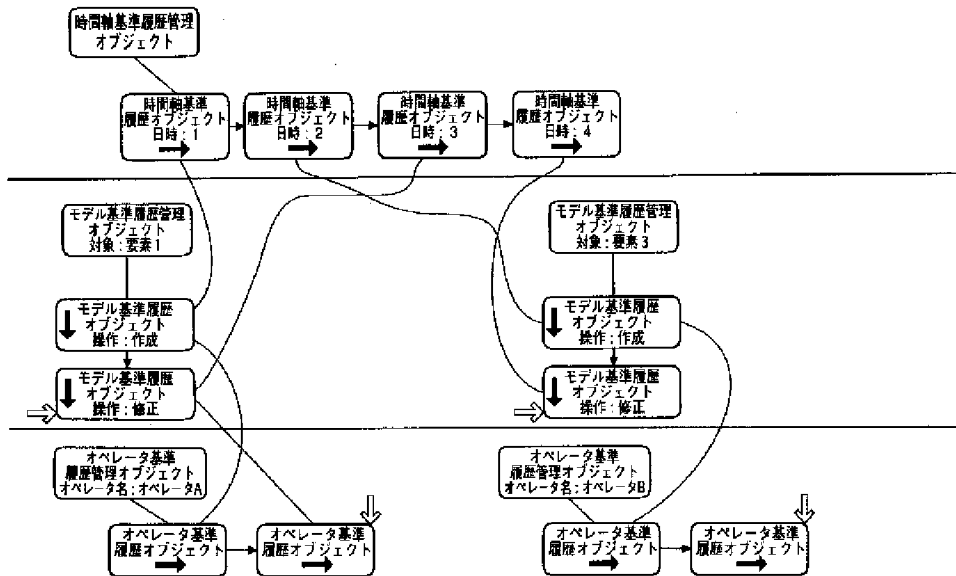 時間軸基準履歴管理
オブジェクト
時間軸基準
履歴オブジェクト
日時：1
時間軸基準
履歴オブジェクト
日時：2
時間軸基準
履歴オブジェクト
日時：3
時間軸基準
履歴オブジェクト
日時：4
モデル基準履歴管理
オブジェクト
対象：要素1
モデル基準履歴管理
オブジェクト
対象：要素3
モデル基準履歴
オブジェクト
操作：作成
モデル基準履歴
オブジェクト
操作：作成
モデル基準履歴
オブジェクト
操作：修正
モデル基準履歴
オブジェクト
操作：修正
オペレータ基準
履歴管理オブジェクト
オペレータ名：オペレータA
オペレータ基準
履歴管理オブジェクト
オペレータ名：オペレータB
オペレータ基準
履歴オブジェクト
オペレータ基準
履歴オブジェクト
オペレータ基準
履歴オブジェクト
オペレータ基準
履歴オブジェクト